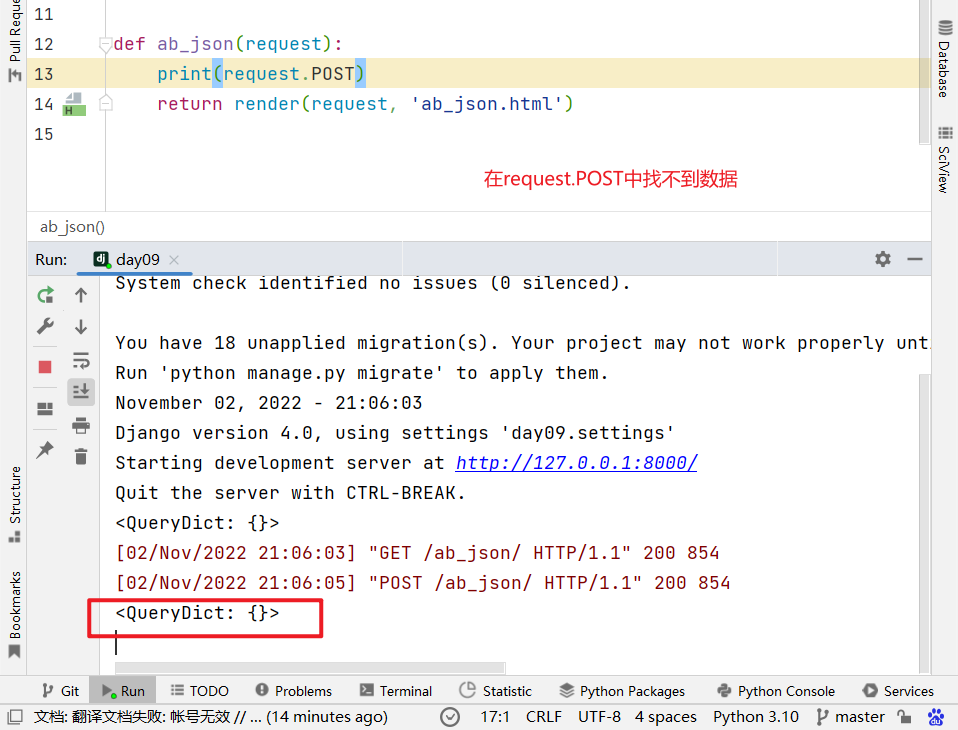 Pull Reque
11
12 def ab_json(request):
13 print(request.POST)
14 return render(request, 'ab_json.html')
15
在request.POST中找不到数据
Database
SciView
ab_json()
Run: day09
System check identified no issues (0 silenced).
You have 18 unapplied migration(s). Your project may not work properly unt
Run 'python manage.py migrate' to apply them.
November 02, 2022 - 21:06:03
Django version 4.0, using settings 'day09.settings'
Starting development server at http://127.0.0.1:8000/
Quit the server with CTRL-BREAK.
<QueryDict: {}>
[02/Nov/2022 21:06:03] "GET /ab_json/ HTTP/1.1" 200 854
[02/Nov/2022 21:06:05] "POST /ab_json/ HTTP/1.1" 200 854
<QueryDict: {}>
Structure
Bookmarks
Git Run TODO Problems Terminal Statistic Python Packages Python Console Services
文档: 翻译文档失败: 帐号无效 // ... (14 minutes ago) 17:1 CRLF UTF-8 4 spaces Python 3.10 master